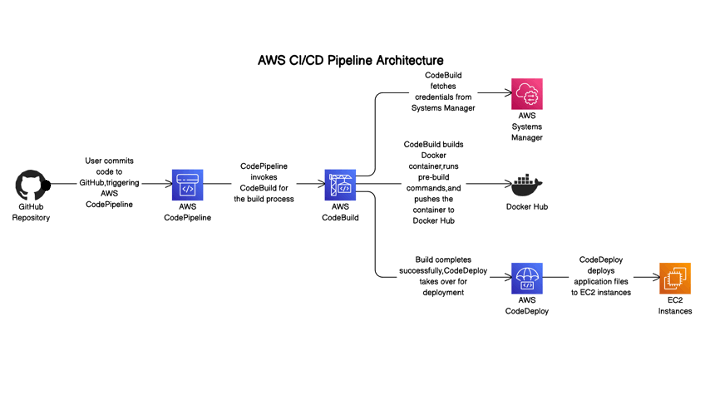 AWS CI/CD Pipeline Architecture
CodeBuild
fetches
credentials from
Systems Manager
AWS
Systems
Manager
User commits
code to
GitHub,triggering
AWS
CodePipeline
GitHub
Repository
AWS
CodePipeline
CodePipeline
invokes
CodeBuild for
the build process
AWS
CodeBuild
CodeBuild builds
Docker
container,runs
pre-build
commands,and
pushes the
container to
Docker Hub
Docker Hub
Build completes
successfully,CodeDeploy
takes over for
deployment
AWS
CodeDeploy
CodeDeploy
deploys
application files
to EC2 instances
EC2
Instances